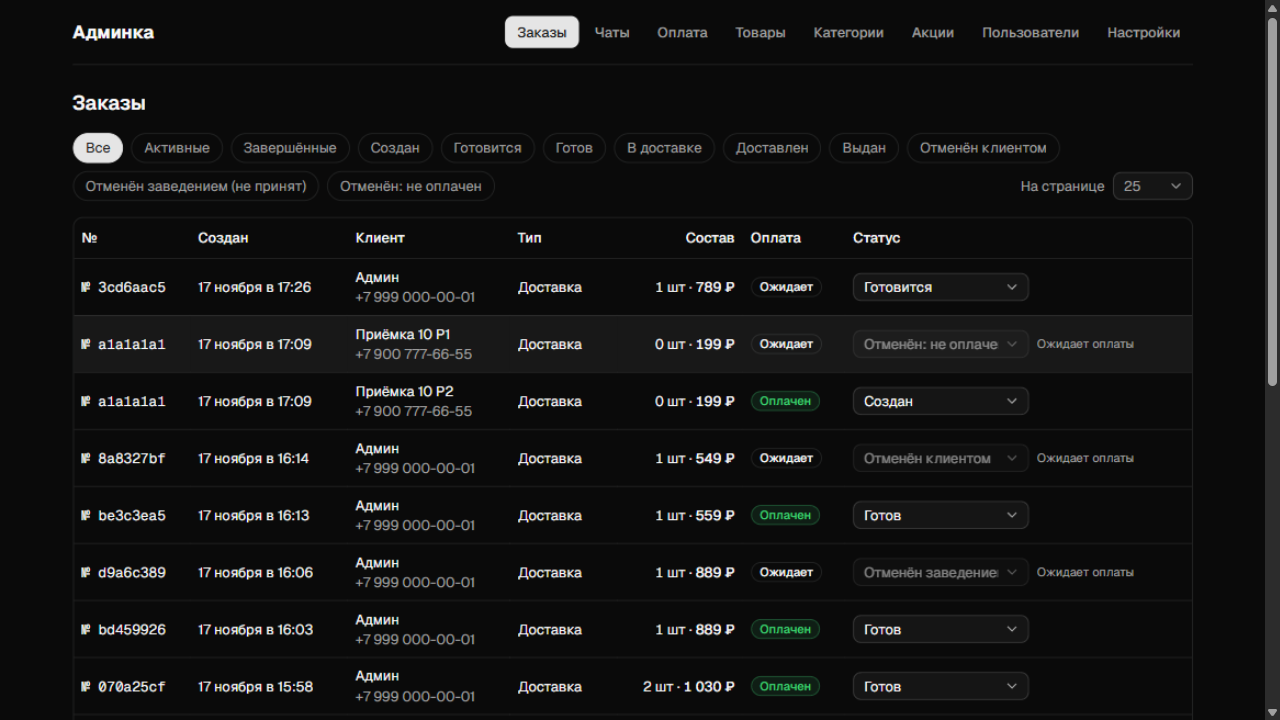 Админка Заказы Чаты Оплата Товары Категории Акции Пользователи Настройки
Заказы
Все Активные Завершённые Создан Готовится Готов В доставке Доставлен Выдан Отменён клиентом
Отменён заведением (не принят) Отменён: не оплачен На странице 25
№ Создан Клиент Тип Состав Оплата Статус
№ 3cd6aac5 17 ноября в 17:26 Админ Доставка 1 шт · 789 ₽ Ожидает Готовится
+7 999 000-00-01
№ a1a1a1a1 17 ноября в 17:09 Приёмка 10 P1 Доставка 0 шт · 199 ₽ Ожидает Отменён: не оплаче Ожидает оплаты
+7 900 777-66-55
№ a1a1a1a1 17 ноября в 17:09 Приёмка 10 P2 Доставка 0 шт · 199 ₽ Оплачен Создан
+7 900 777-66-55
№ 8a8327bf 17 ноября в 16:14 Админ Доставка 1 шт · 549 ₽ Ожидает Отменён клиентом Ожидает оплаты
+7 999 000-00-01
№ be3c3ea5 17 ноября в 16:13 Админ Доставка 1 шт · 559 ₽ Оплачен Готов
+7 999 000-00-01
№ d9a6c389 17 ноября в 16:06 Админ Доставка 1 шт · 889 ₽ Ожидает Отменён заведение Ожидает оплаты
+7 999 000-00-01
№ bd459926 17 ноября в 16:03 Админ Доставка 1 шт · 889 ₽ Оплачен Готов
+7 999 000-00-01
№ 070a25cf 17 ноября в 15:58 Админ Доставка 2 шт · 1 030 ₽ Оплачен Готов
+7 999 000-00-01